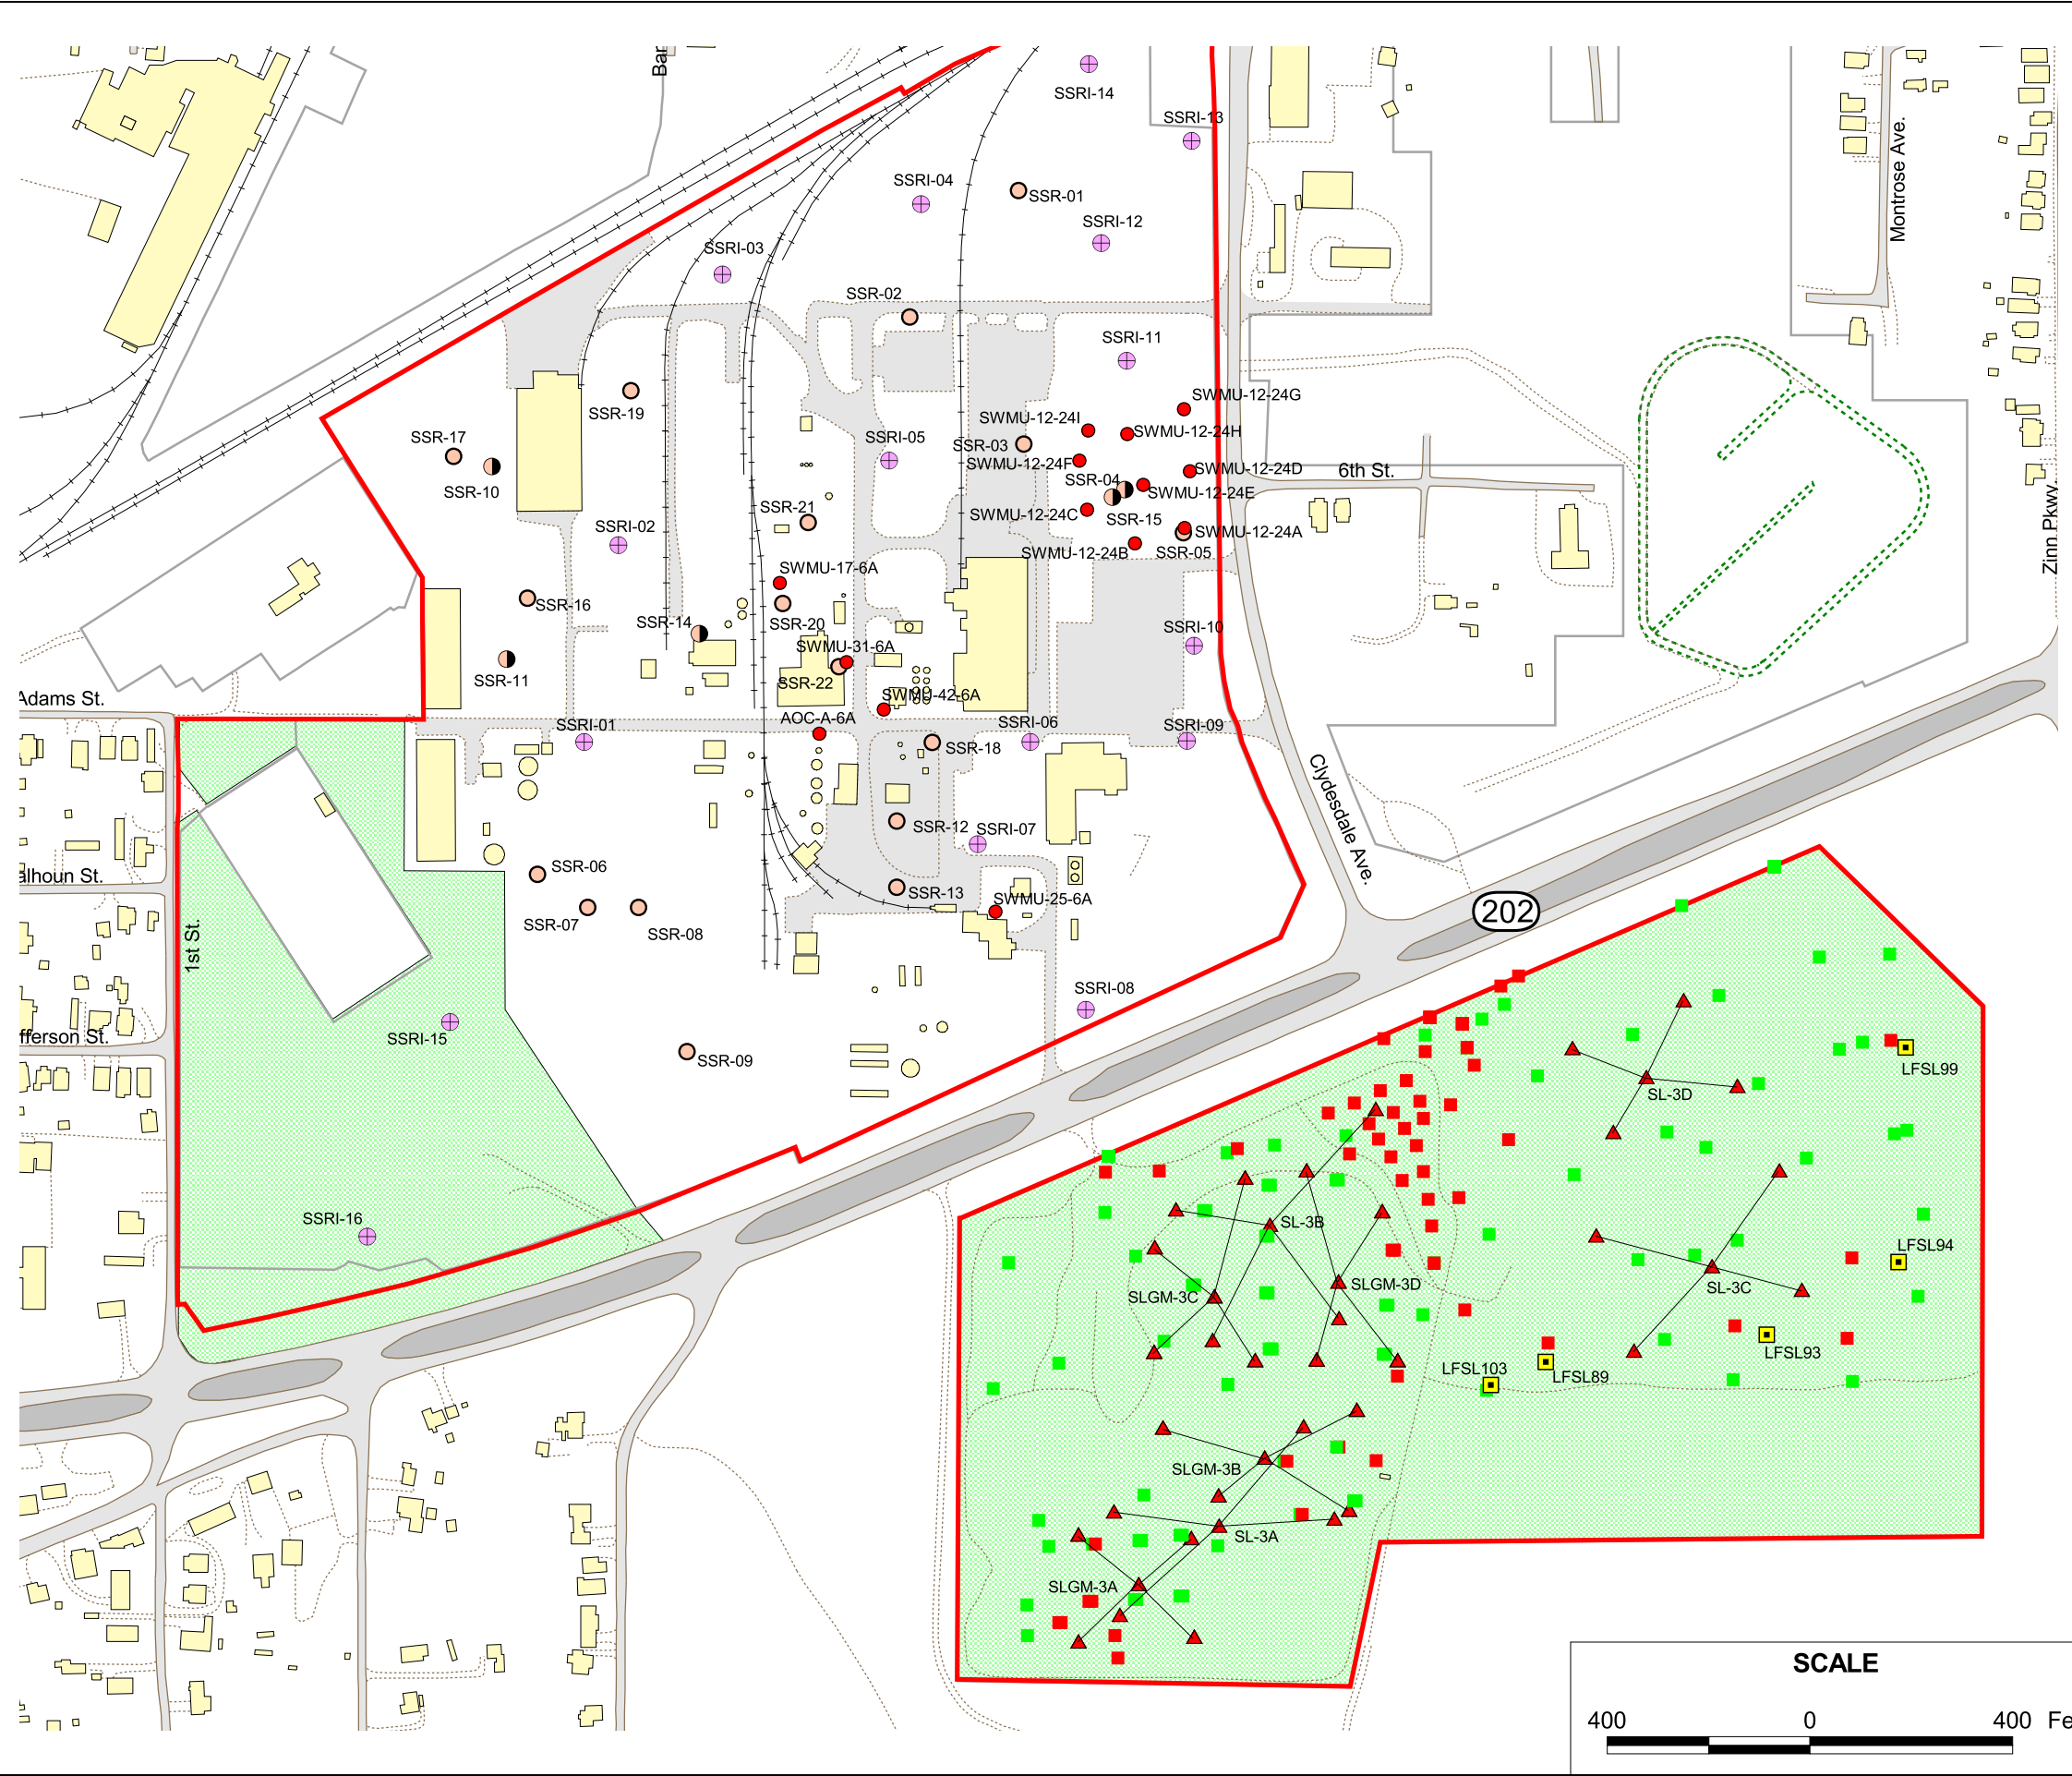 Bar
SSRI-14
SSRI-13
Montrose Ave.
SSRI-04
SSR-01
SSRI-12
SSRI-03
SSR-02
SSRI-11
SWMU-12-24G
SSR-19
SWMU-12-24I
SWMU-12-24H
SSR-17
SSRI-05
SSR-03
SWMU-12-24F
SWMU-12-24D
6th St.
SSR-04
SSR-10
SWMU-12-24E
SSR-21
SWMU-12-24C
SSR-15
SSRI-02
SWMU-12-24A
SWMU-12-24B
SSR-05
Zinn Pkwy.
SWMU-17-6A
SSR-16
SSR-14
SSR-20
SSRI-10
SWMU-31-6A
SSR-11
SSR-22
SWMU-42-6A
Adams St.
AOC-A-6A
SSRI-01
SSRI-06
SSRI-09
SSR-18
Clydesdale Ave.
SSR-12
SSRI-07
SSR-06
alhoun St.
SSR-13
SWMU-25-6A
202
SSR-07
SSR-08
1st St.
SSRI-08
fferson St.
SSRI-15
SSR-09
LFSL99
SL-3D
SSRI-16
SL-3B
LFSL94
SLGM-3D
SL-3C
SLGM-3C
LFSL93
LFSL103
LFSL89
SLGM-3B
SL-3A
SLGM-3A
SCALE
400 0 400 Fe